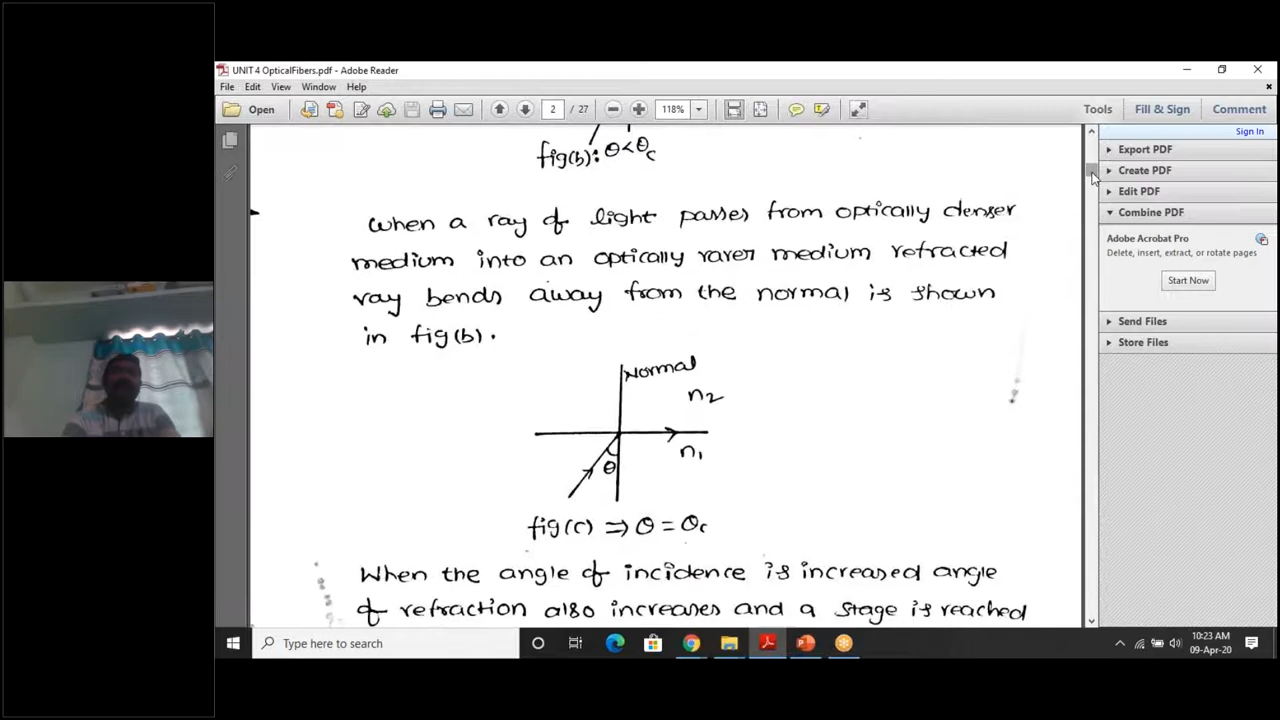 UNIT 4 OpticalFibers.pdf - Adobe Reader
File Edit View Window Help
Open 2 / 27 118% Tools Fill & Sign Comment
Sign In
Export PDF
Create PDF
Edit PDF
Combine PDF
Adobe Acrobat Pro
Delete, insert, extract, or rotate pages
Start Now
Send Files
Store Files
fig(b): θ<θc
when a ray of light passes from optically denser
medium into an optically rarer medium refracted
ray bends away from the normal is shown
in fig(b).
Normal
n2
n1
θ
fig(c) ⇒ θ = θc
When the angle of incidence is increased angle
of refraction also increases and a stage is reached
Type here to search
10:23 AM
09-Apr-20